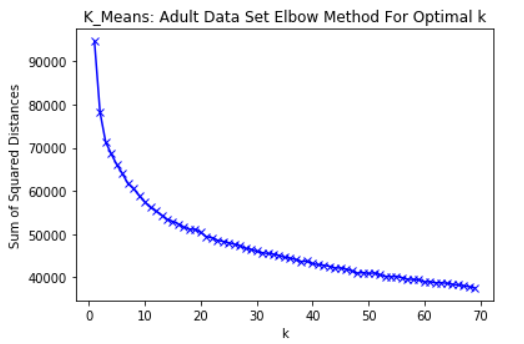 K_Means: Adult Data Set Elbow Method For Optimal k
90000
80000
70000
60000
50000
40000
Sum of Squared Distances
0 10 20 30 40 50 60 70
k